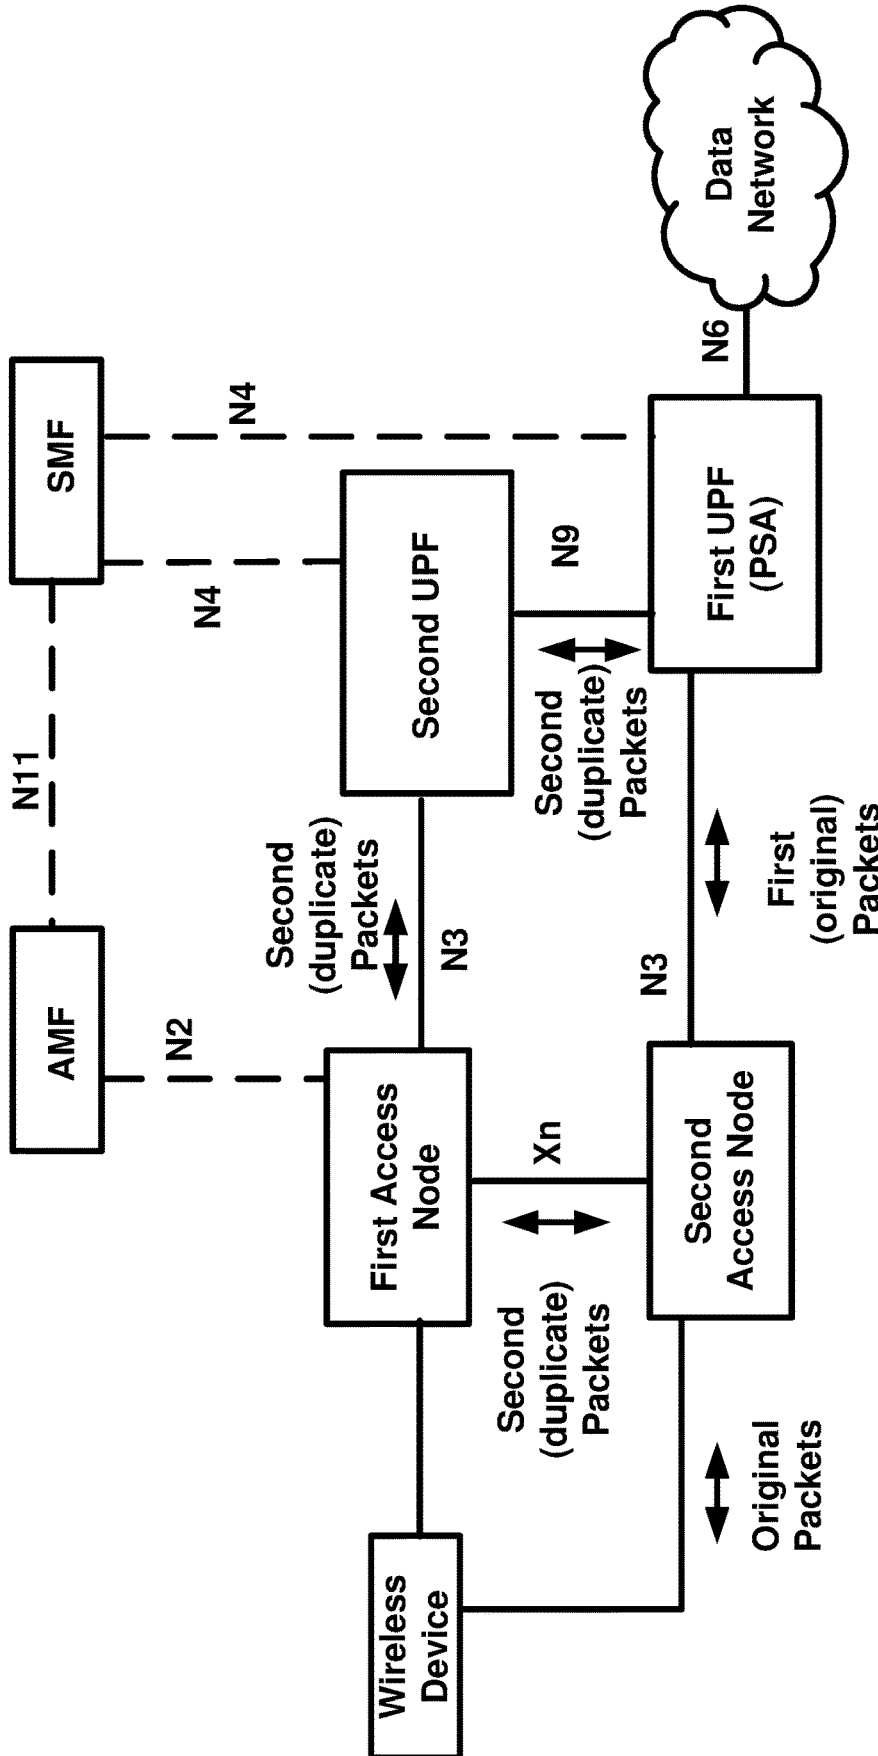 AMF
N11
SMF
N2
N4
N4
Wireless
Device
First Access
Node
Second
(duplicate)
Packets
N3
Second UPF
Second
(duplicate)
Packets
Xn
Second
(duplicate)
Packets
N9
Original
Packets
Second
Access Node
N3
First
(original)
Packets
First UPF
(PSA)
N6
Data
Network